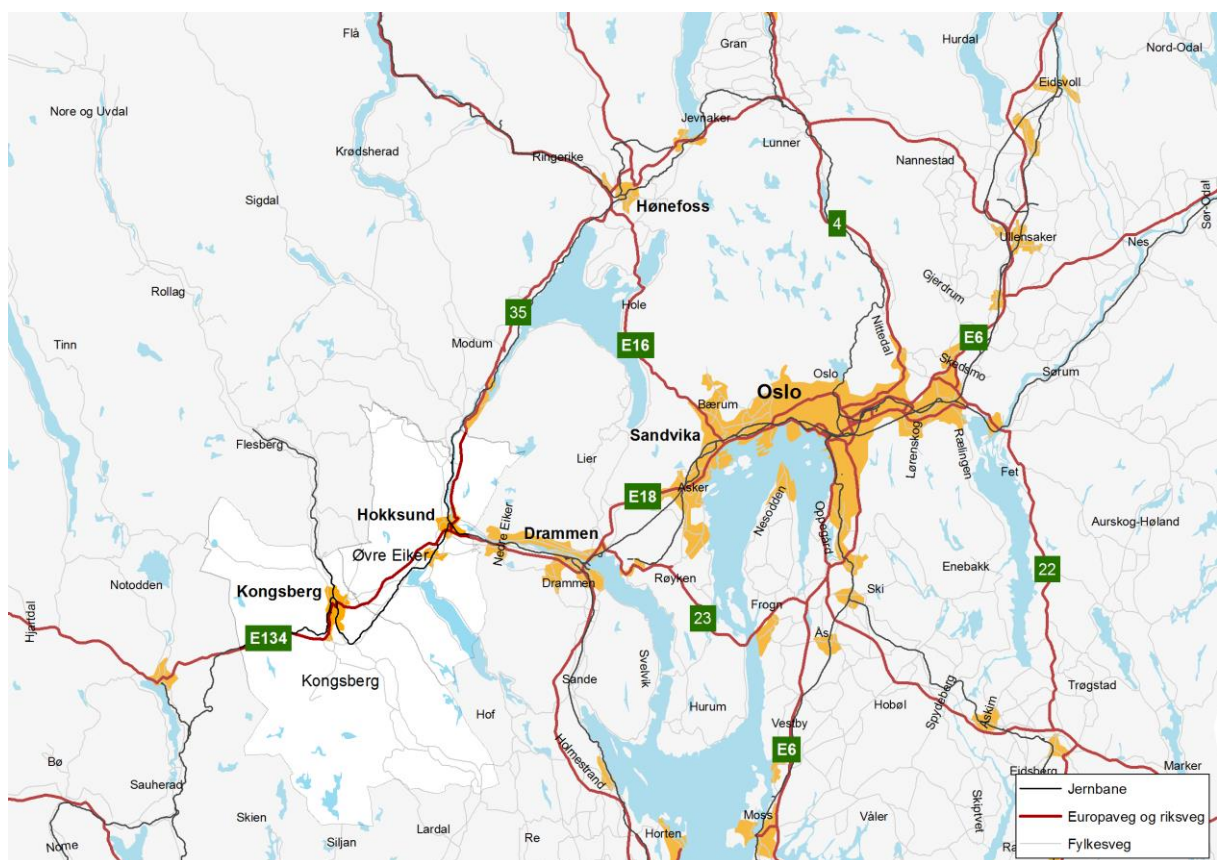 Flå
Gran
Hurdal
Nord-Odal
Eidsvoll
Nore og Uvdal
Jevnaker
Krødsherad
Ringerike
Lunner
Nannestad
Sør-Odal
Sigdal
Hønefoss
4
Ullensaker
Nes
Rollag
Gjerdrum
35
Hole
Nittedal
E6
Tinn
Modum
E16
Skedsmo
Sørum
Oslo
Oslo
Bærum
Flesberg
Sandvika
Lier
Lørenskog
Rælingen
Fet
E18
Asker
Nesodden
Oppegård
Hokksund
Nedre Eiker
Drammen
Aurskog-Høland
Øvre Eiker
Notodden
Drammen
Røyken
Enebakk
22
Ski
Kongsberg
Frogn
23
Hjartdal
E134
Ås
Svelvik
Kongsberg
Sande
Trøgstad
Hobøl
Spydeberg
Askim
Hurum
Hof
Vestby
E6
Holmestrand
Bø
Eidsberg
Marker
Sauherad
Jernbane
Skien
Lardal
Re
Moss
Våler
Skiptvet
Europaveg og riksveg
Nome
Siljan
Horten
Fylkesveg